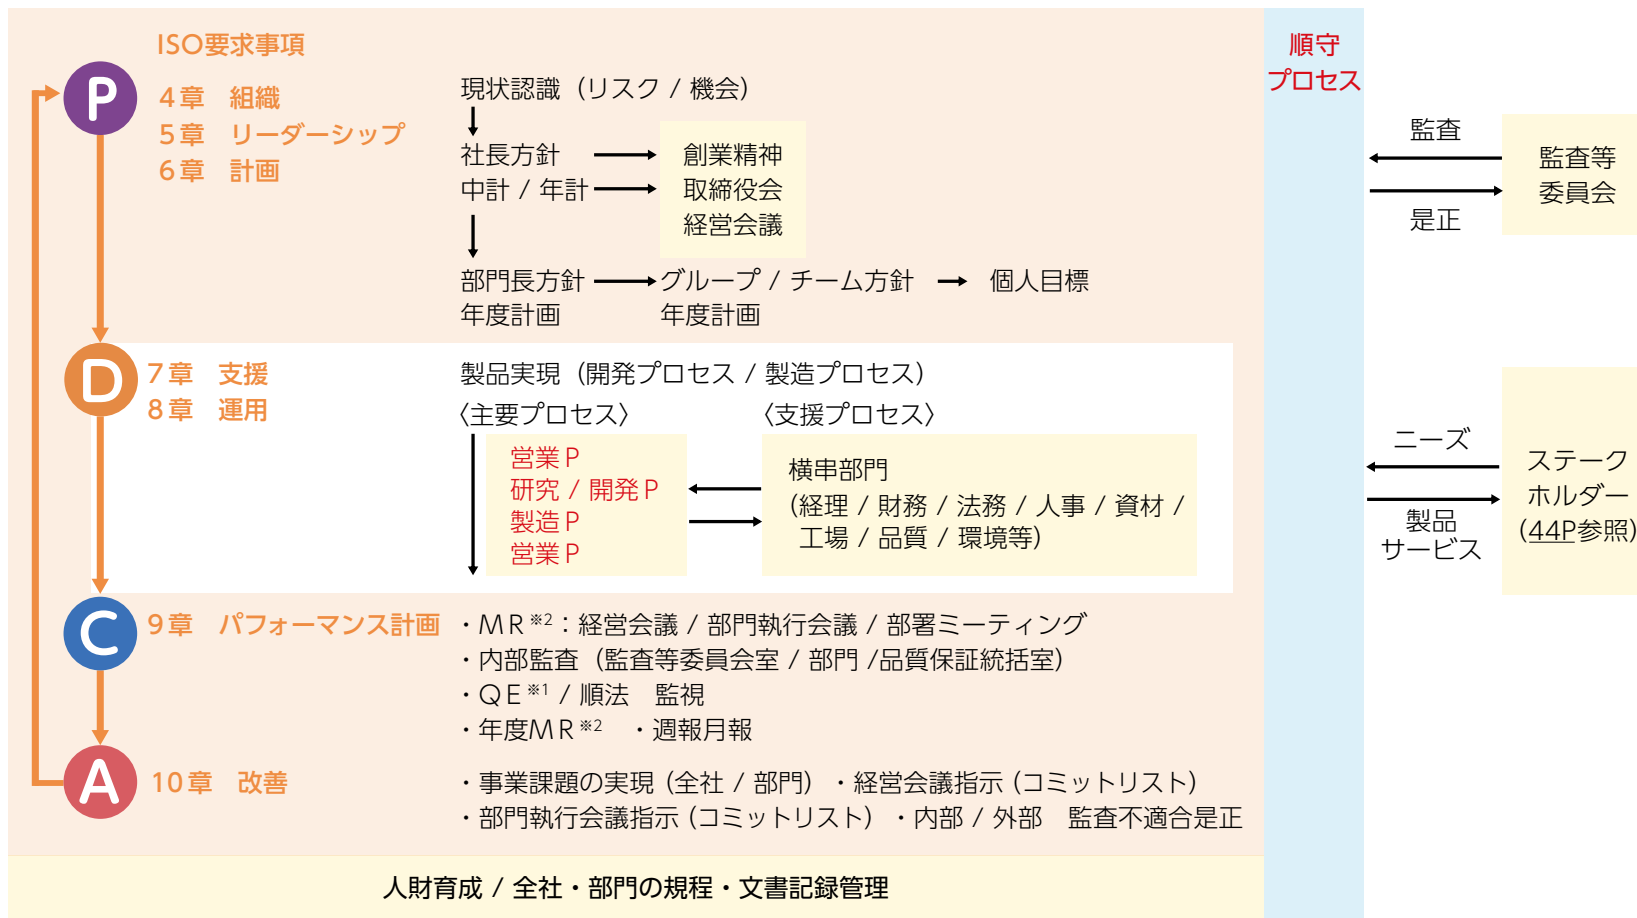 ISO要求事項
P
4章　組織
5章　リーダーシップ
6章　計画
現状認識（リスク / 機会）
社長方針
中計 / 年計
創業精神
取締役会
経営会議
部門長方針
年度計画
グループ / チーム方針
年度計画
個人目標
D
7章　支援
8章　運用
製品実現（開発プロセス / 製造プロセス）
〈主要プロセス〉
営業P
研究 / 開発P
製造P
営業P
〈支援プロセス〉
横串部門
（経理 / 財務 / 法務 / 人事 / 資材 /
工場 / 品質 / 環境等）
C
9章　パフォーマンス計画
・MR※2：経営会議 / 部門執行会議 / 部署ミーティング
・内部監査（監査等委員会室 / 部門 /品質保証統括室）
・QE※1 / 順法　監視
・年度MR※2　・週報月報
A
10章　改善
・事業課題の実現（全社 / 部門）・経営会議指示（コミットリスト）
・部門執行会議指示（コミットリスト）・内部 / 外部　監査不適合是正
人財育成 / 全社・部門の規程・文書記録管理
順守
プロセス
監査
是正
監査等
委員会
ニーズ
製品
サービス
ステーク
ホルダー
（44P参照）